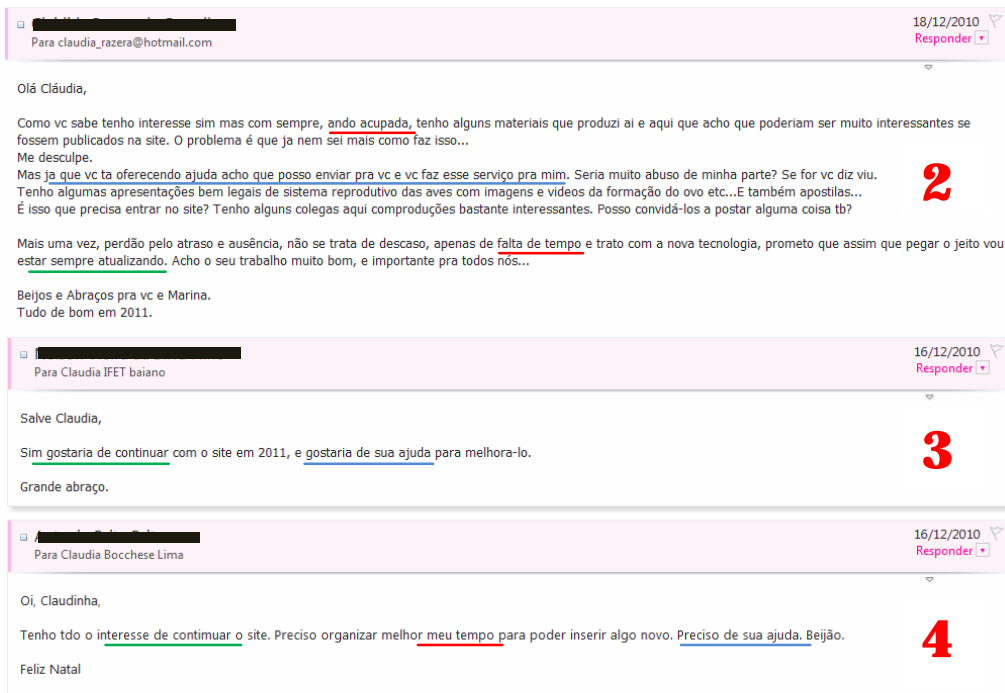 18/12/2010
Para claudia_razera@hotmail.com
Responder
Olá Cláudia,
Como vc sabe tenho interesse sim mas com sempre, ando acupada, tenho alguns materiais que produzi ai e aqui que acho que poderiam ser muito interessantes se
fossem publicados na site. O problema é que ja nem sei mais como faz isso...
Me desculpe.
Mas ja que vc ta oferecendo ajuda acho que posso enviar pra vc e vc faz esse serviço pra mim. Seria muito abuso de minha parte? Se for vc diz viu.
Tenho algumas apresentações bem legais de sistema reprodutivo das aves com imagens e videos da formação do ovo etc...E também apostilas...
É isso que precisa entrar no site? Tenho alguns colegas aqui comproduções bastante interessantes. Posso convidá-los a postar alguma coisa tb?
2
Mais uma vez, perdão pelo atraso e ausência, não se trata de descaso, apenas de falta de tempo e trato com a nova tecnologia, prometo que assim que pegar o jeito vou
estar sempre atualizando. Acho o seu trabalho muito bom, e importante pra todos nós...
Beijos e Abraços pra vc e Marina.
Tudo de bom em 2011.
16/12/2010
Para Claudia IFET baiano
Responder
Salve Claudia,
Sim gostaria de continuar com o site em 2011, e gostaria de sua ajuda para melhora-lo.
3
Grande abraço.
16/12/2010
Para Claudia Bocchese Lima
Responder
Oi, Claudinha,
Tenho tdo o interesse de contimuar o site. Preciso organizar melhor meu tempo para poder inserir algo novo. Preciso de sua ajuda. Beijão.
4
Feliz Natal